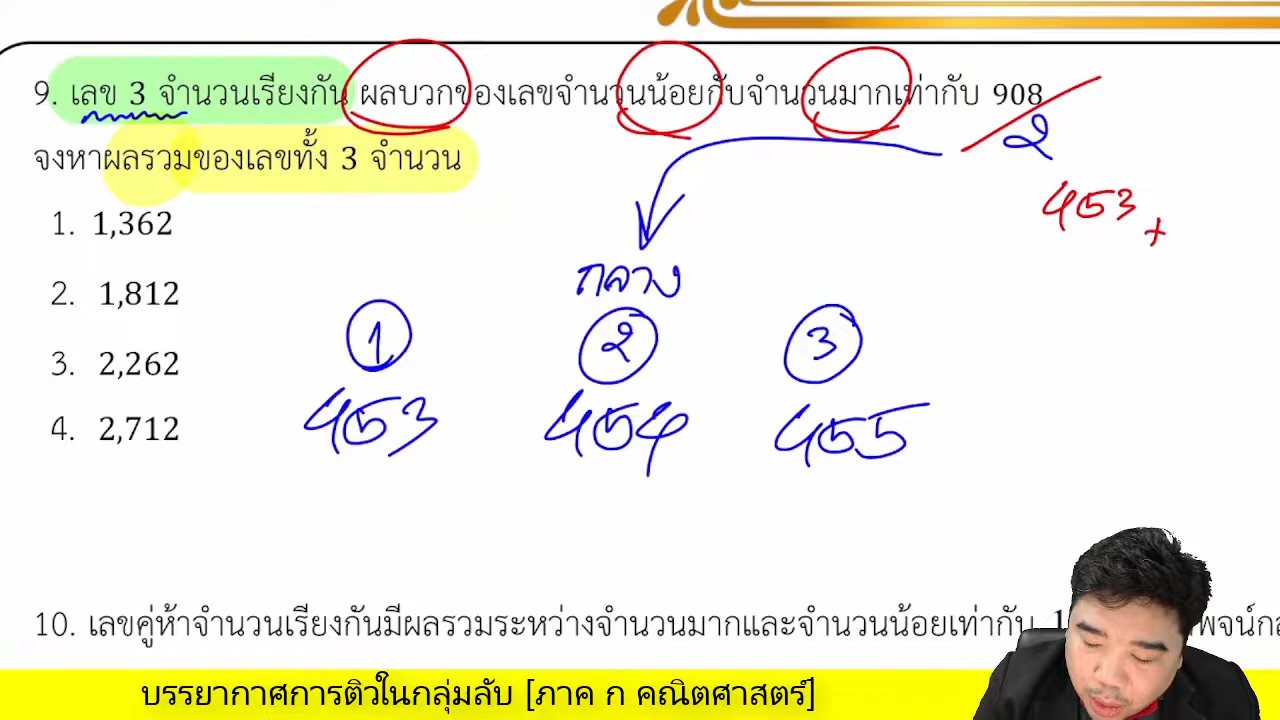 9. เลข 3 จำนวนเรียงกัน ผลบวกของเลขจำนวนน้อยกับจำนวนมากเท่ากับ 908
2
จงหาผลรวมของเลขทั้ง 3 จำนวน
453 +
1. 1,362
กลาง
2. 1,812
1 2 3
3. 2,262
453 454 455
4. 2,712
10. เลขคู่ห้าจำนวนเรียงกันมีผลรวมระหว่างจำนวนมากและจำนวนน้อยเท่ากับ
บรรยากาศการติวในกลุ่มลับ [ภาค ก คณิตศาสตร์]